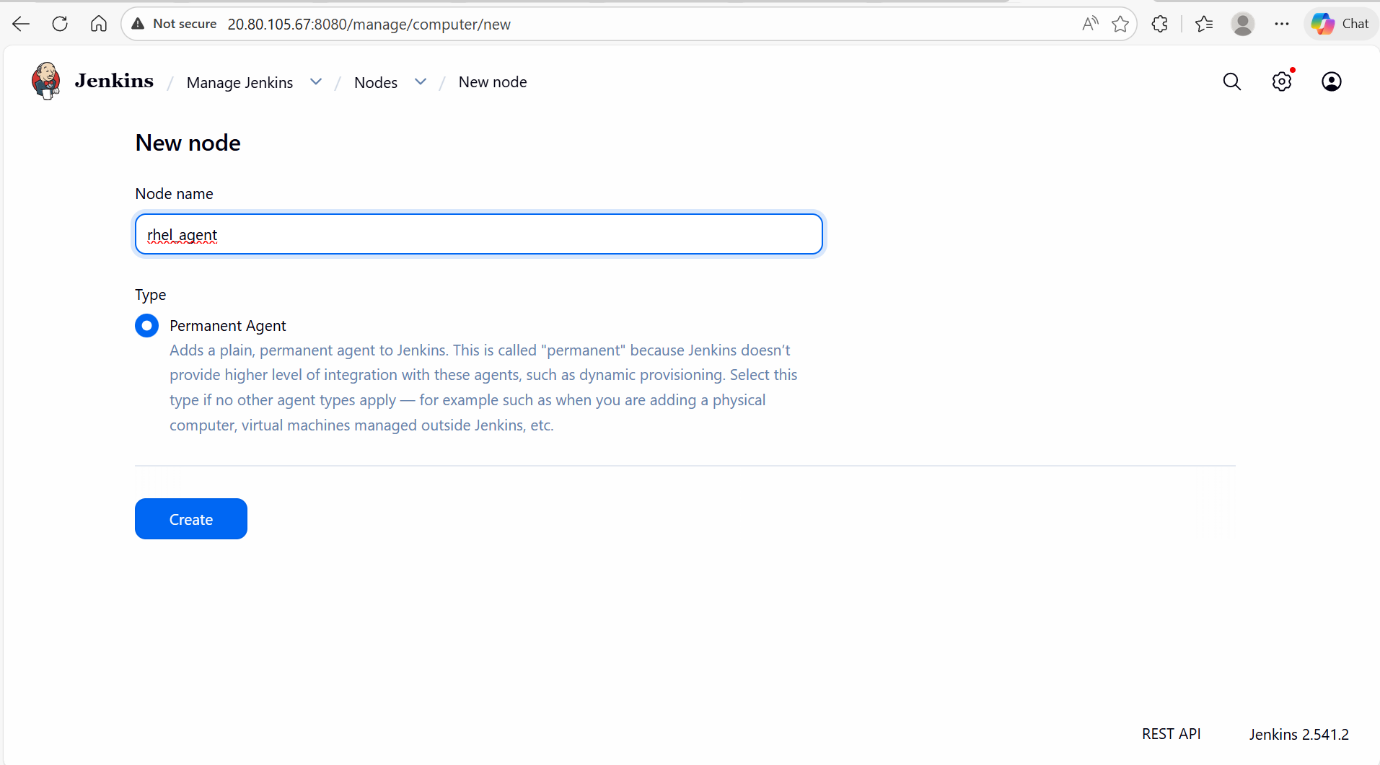 Not secure 20.80.105.67:8080/manage/computer/new
Chat
Jenkins / Manage Jenkins / Nodes / New node
New node
Node name
rhel_agent
Type
Permanent Agent
Adds a plain, permanent agent to Jenkins. This is called "permanent" because Jenkins doesn't
provide higher level of integration with these agents, such as dynamic provisioning. Select this
type if no other agent types apply — for example such as when you are adding a physical
computer, virtual machines managed outside Jenkins, etc.
Create
REST API Jenkins 2.541.2